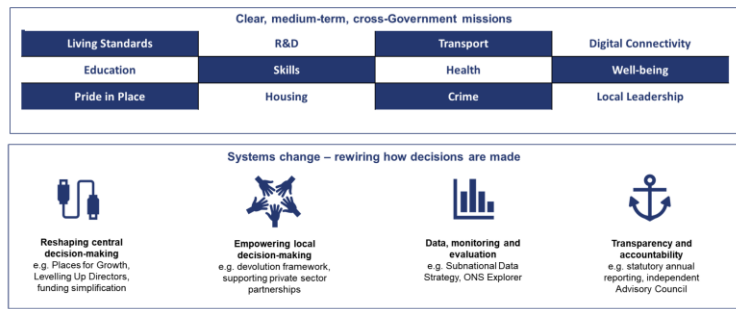 Clear, medium-term, cross-Government missions
Living Standards
R&D
Transport
Digital Connectivity
Education
Skills
Health
Well-being
Pride in Place
Housing
Crime
Local Leadership
Systems change – rewiring how decisions are made
Reshaping central
decision-making
e.g. Places for Growth,
Levelling Up Directors,
funding simplification
Empowering local
decision-making
e.g. devolution framework,
supporting private sector
partnerships
Data, monitoring and
evaluation
e.g. Subnational Data
Strategy, ONS Explorer
Transparency and
accountability
e.g. statutory annual
reporting, independent
Advisory Council